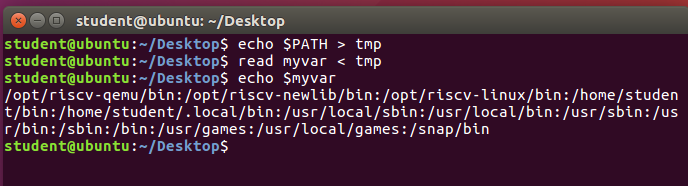 student@ubuntu: ~/Desktop
student@ubuntu:~/Desktop$ echo $PATH > tmp
student@ubuntu:~/Desktop$ read myvar < tmp
student@ubuntu:~/Desktop$ echo $myvar
/opt/riscv-qemu/bin:/opt/riscv-newlib/bin:/opt/riscv-linux/bin:/home/studen
t/bin:/home/student/.local/bin:/usr/local/sbin:/usr/local/bin:/usr/sbin:/us
r/bin:/sbin:/bin:/usr/games:/usr/local/games:/snap/bin
student@ubuntu:~/Desktop$